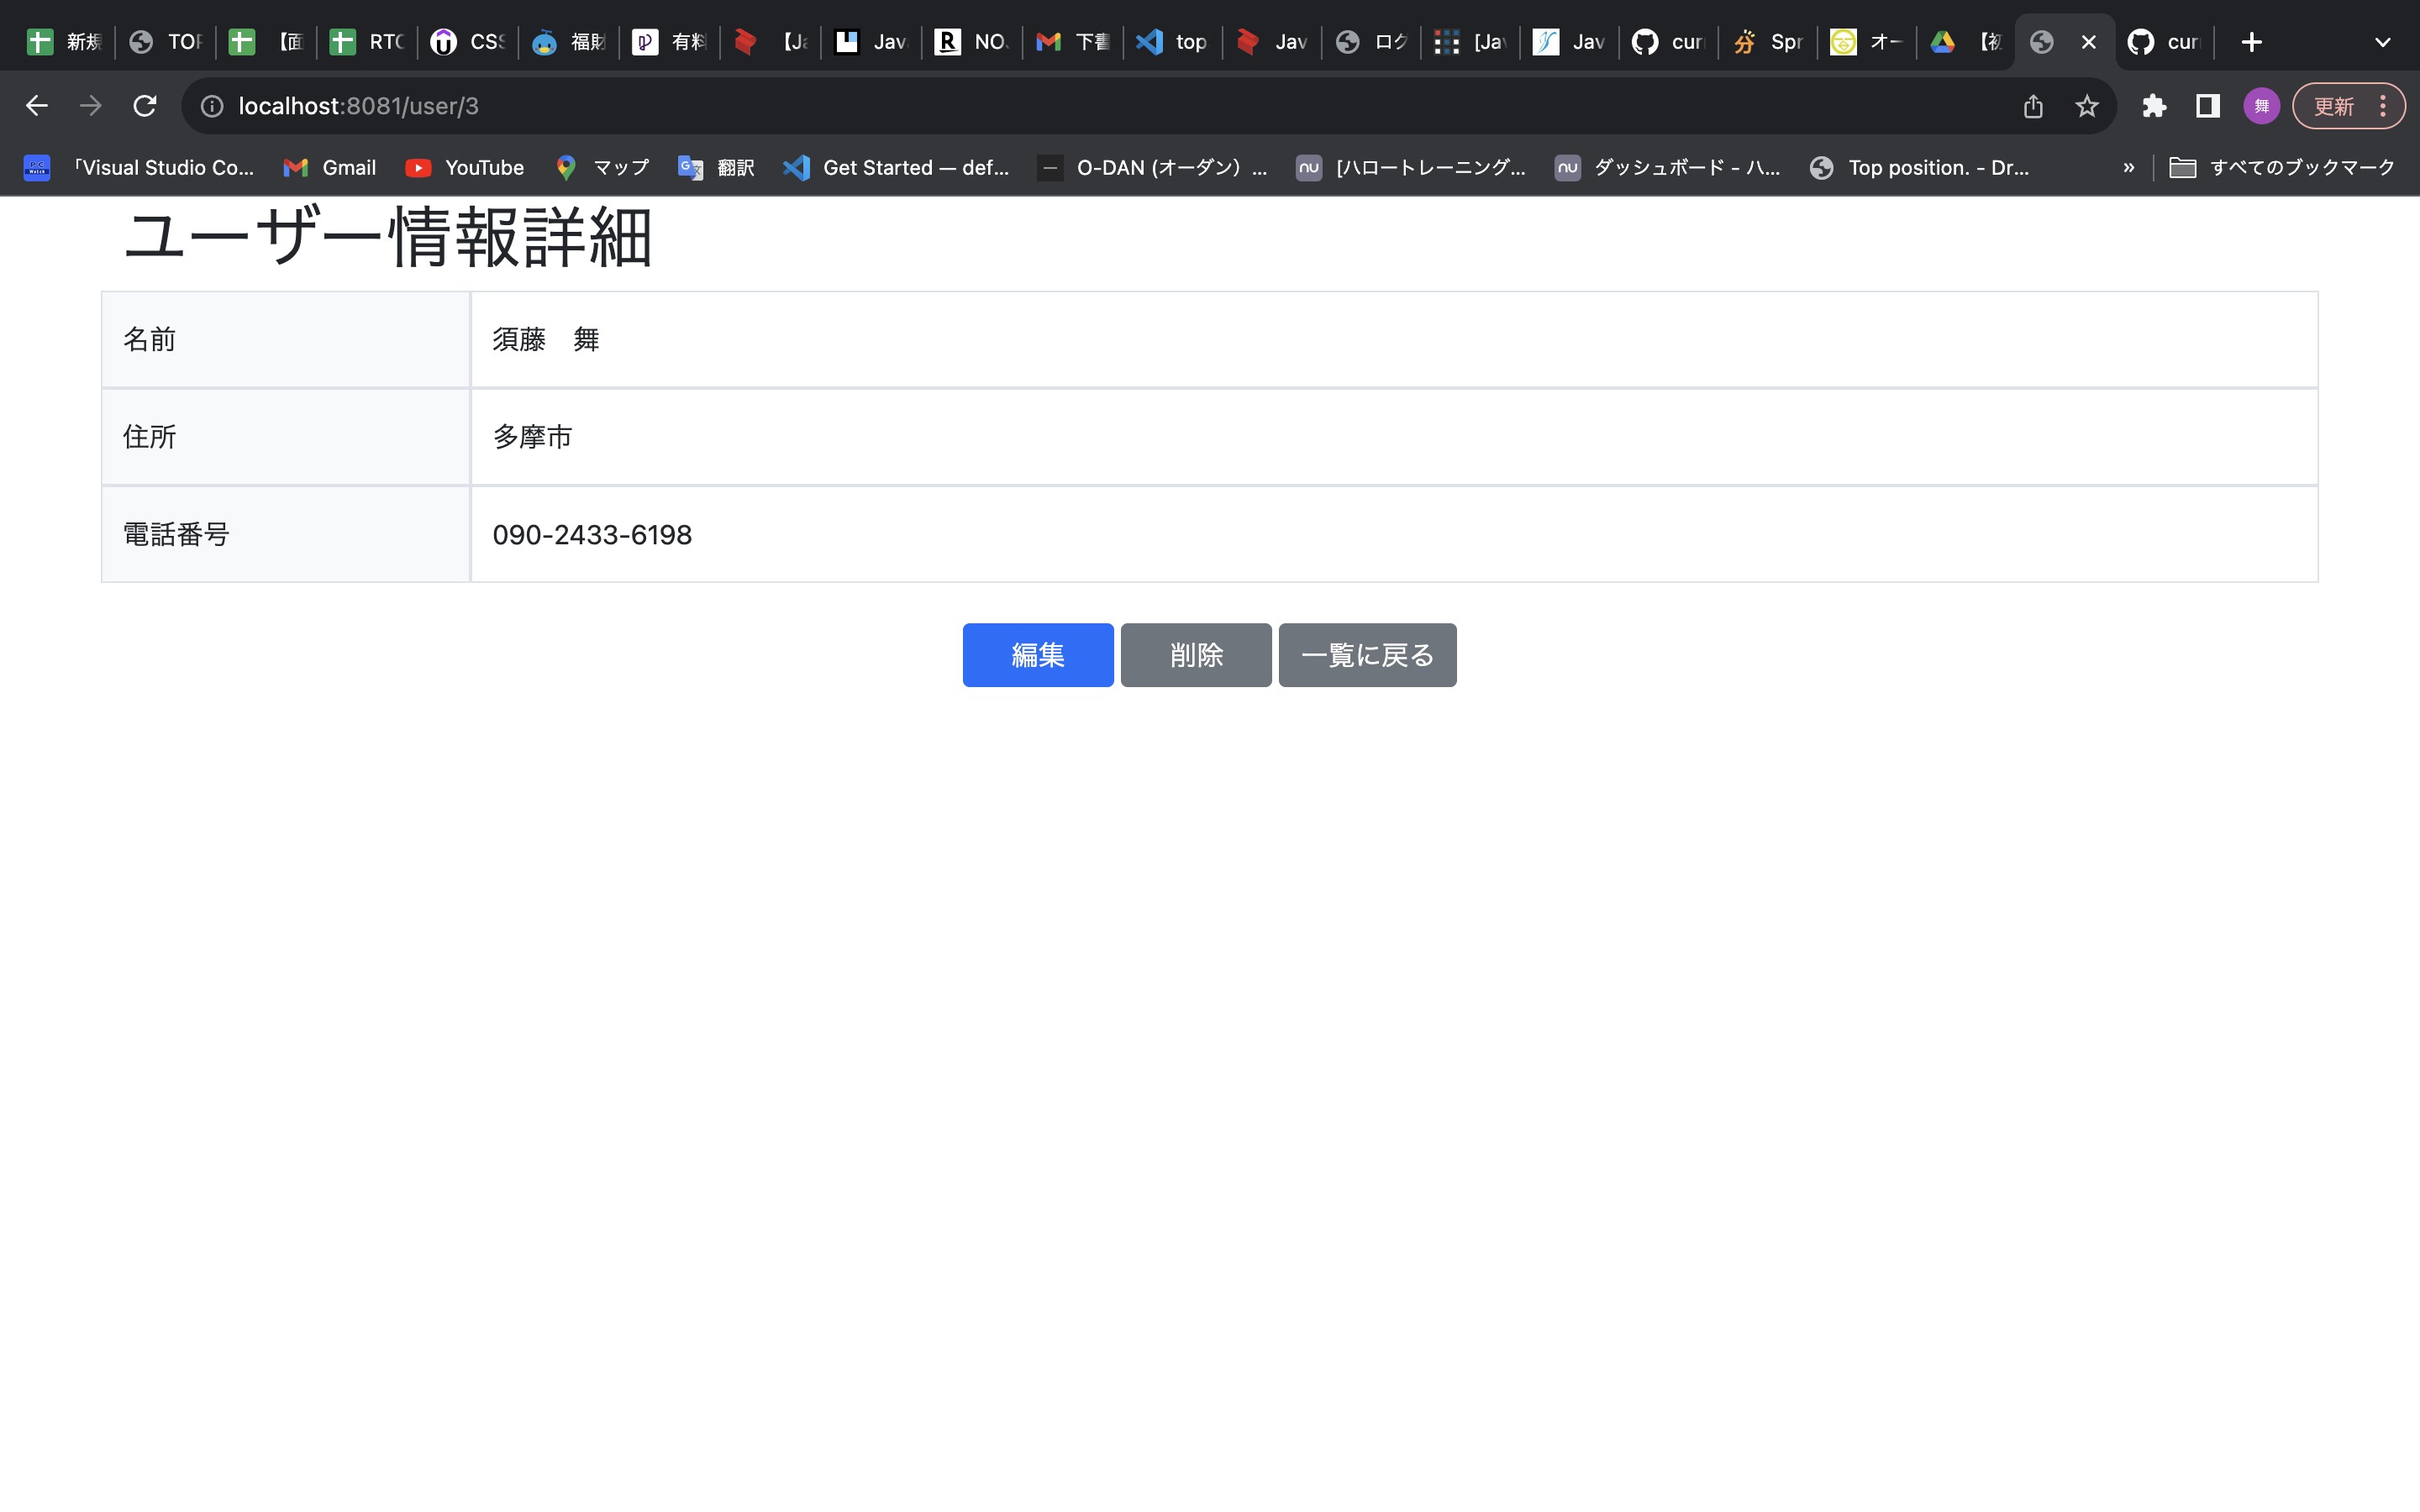 新規 TOP 【面 RTC CSS 福財 有料 【Ja Jav NO. 下書 top Jav ログ [Jav Jav curr Spr オー 【初 curr
localhost:8081/user/3 舞 更新
「Visual Studio Co... Gmail YouTube マップ 翻訳 Get Started — def... O-DAN (オーダン) ... [ハロートレーニング... ダッシュボード - ハ... Top position. - Dr... » すべてのブックマーク
ユーザー情報詳細
名前 須藤　舞
住所 多摩市
電話番号 090-2433-6198
編集 削除 一覧に戻る